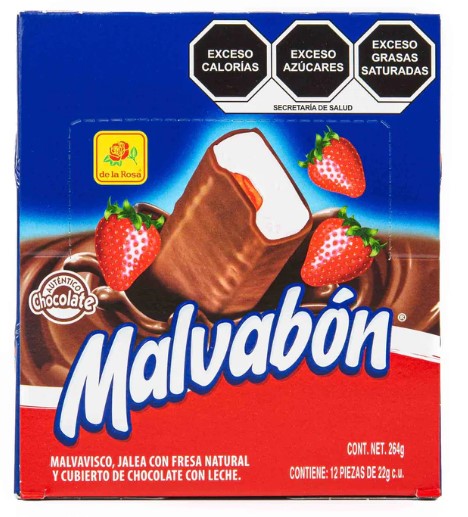 EXCESO
CALORÍAS
EXCESO
AZÚCARES
EXCESO
GRASAS
SATURADAS
SECRETARÍA DE SALUD
de la Rosa
AUTÉNTICO
Chocolate
Malvabón®
CONT. NET. 264g
MALVAVISCO, JALEA CON FRESA NATURAL
Y CUBIERTO DE CHOCOLATE CON LECHE.
CONTIENE: 12 PIEZAS DE 22g c.u.